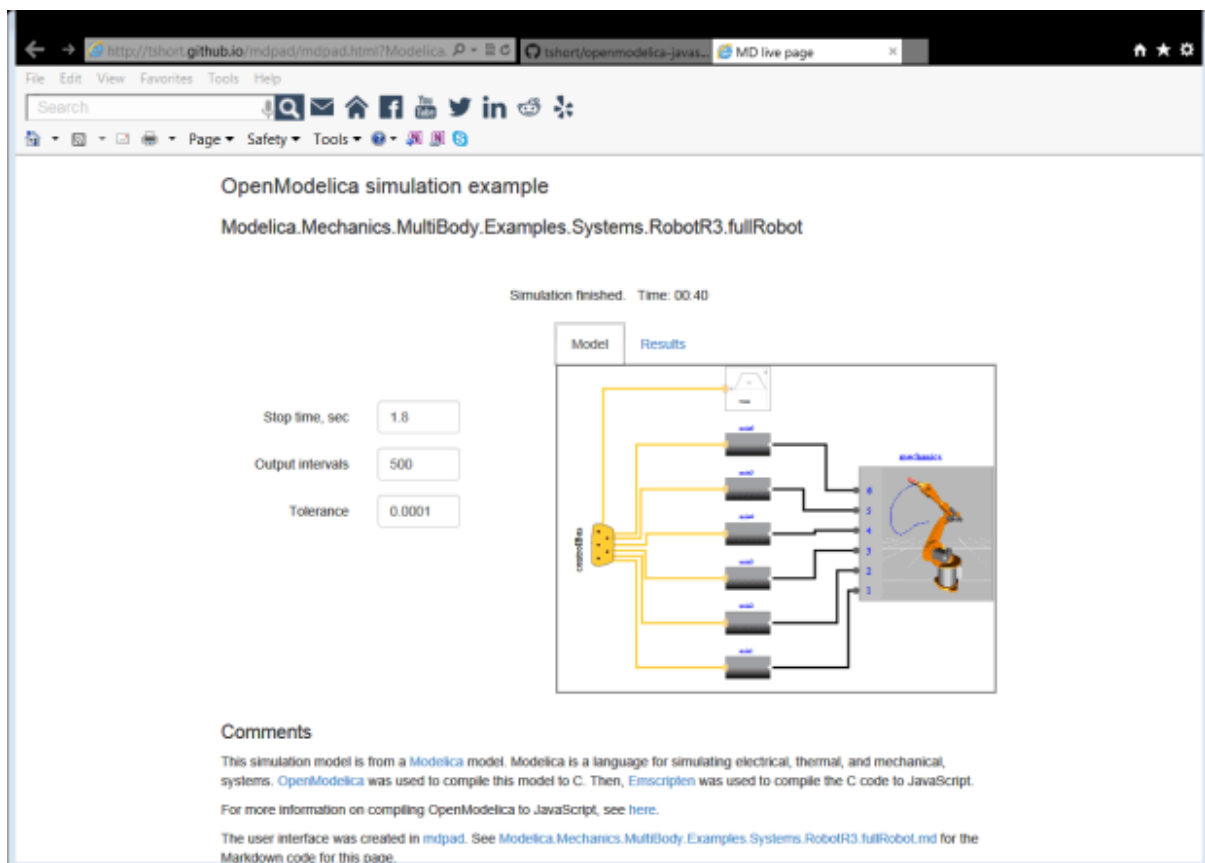 http://tshort.github.io/mdpad/mdpad.html?Modelica.
tshort/openmodelica-javas...
MD live page
File Edit View Favorites Tools Help
Search
You Tube
in
Page Safety Tools
OpenModelica simulation example
Modelica.Mechanics.MultiBody.Examples.Systems.RobotR3.fullRobot
Simulation finished. Time: 00:40
Model Results
Stop time, sec 1.8
Output intervals 500
Tolerance 0.0001
mechanics
controlBus
6
5
4
3
2
1
Comments
This simulation model is from a Modelica model. Modelica is a language for simulating electrical, thermal, and mechanical,
systems. OpenModelica was used to compile this model to C. Then, Emscripten was used to compile the C code to JavaScript.
For more information on compiling OpenModelica to JavaScript, see here.
The user interface was created in mdpad. See Modelica.Mechanics.MultiBody.Examples.Systems.RobotR3.fullRobot.md for the
Markdown code for this page.